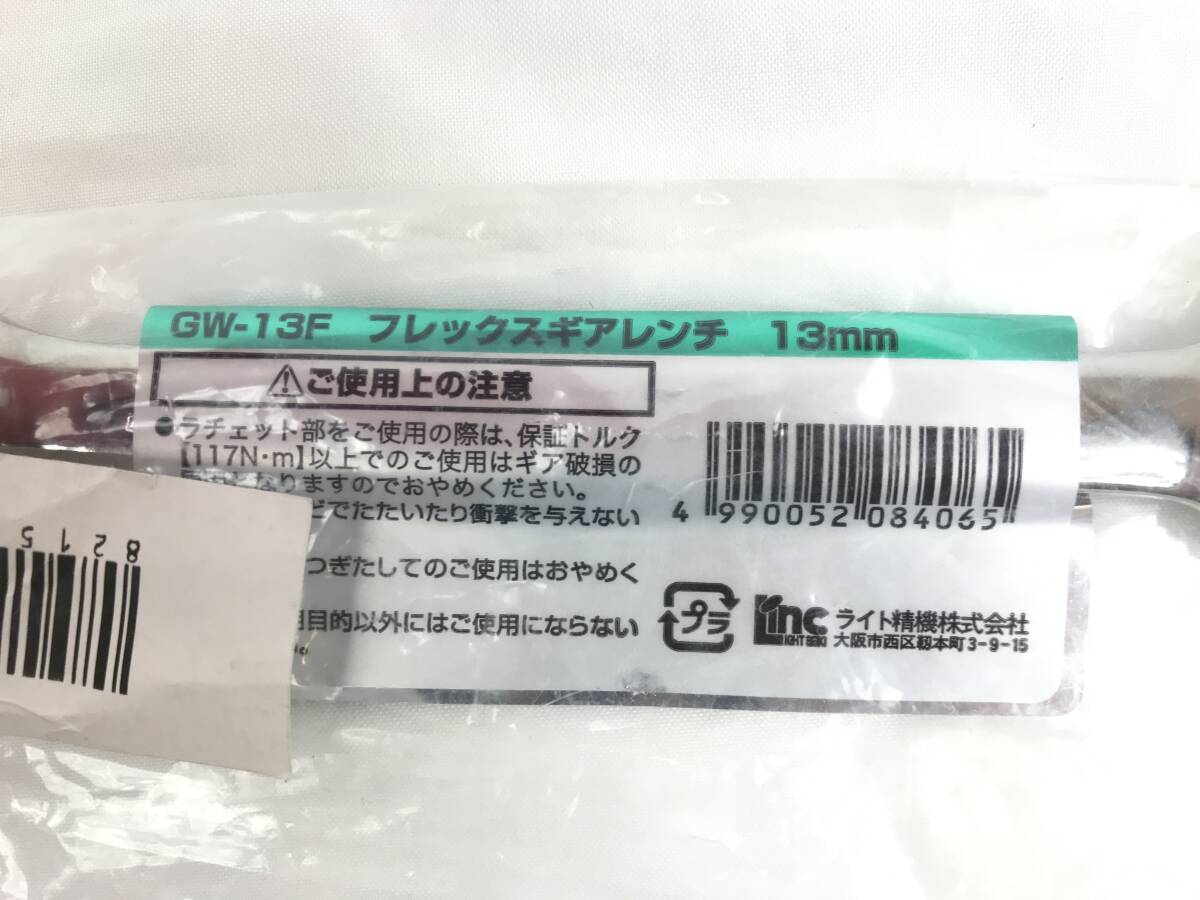 GW-13F フレックスギアレンチ 13mm
ご使用上の注意
●ラチェット部をご使用の際は、保証トルク
【117N・m】以上でのご使用はギア破損の
なりますのでおやめください。
どでたたいたり衝撃を与えない
つぎたしてのご使用はおやめく
目的以外にはご使用にならない
4 990052 084065
プラ
Linc
LIGHT SEIKI
ライト精機株式会社
大阪市西区靱本町3-9-15
8215